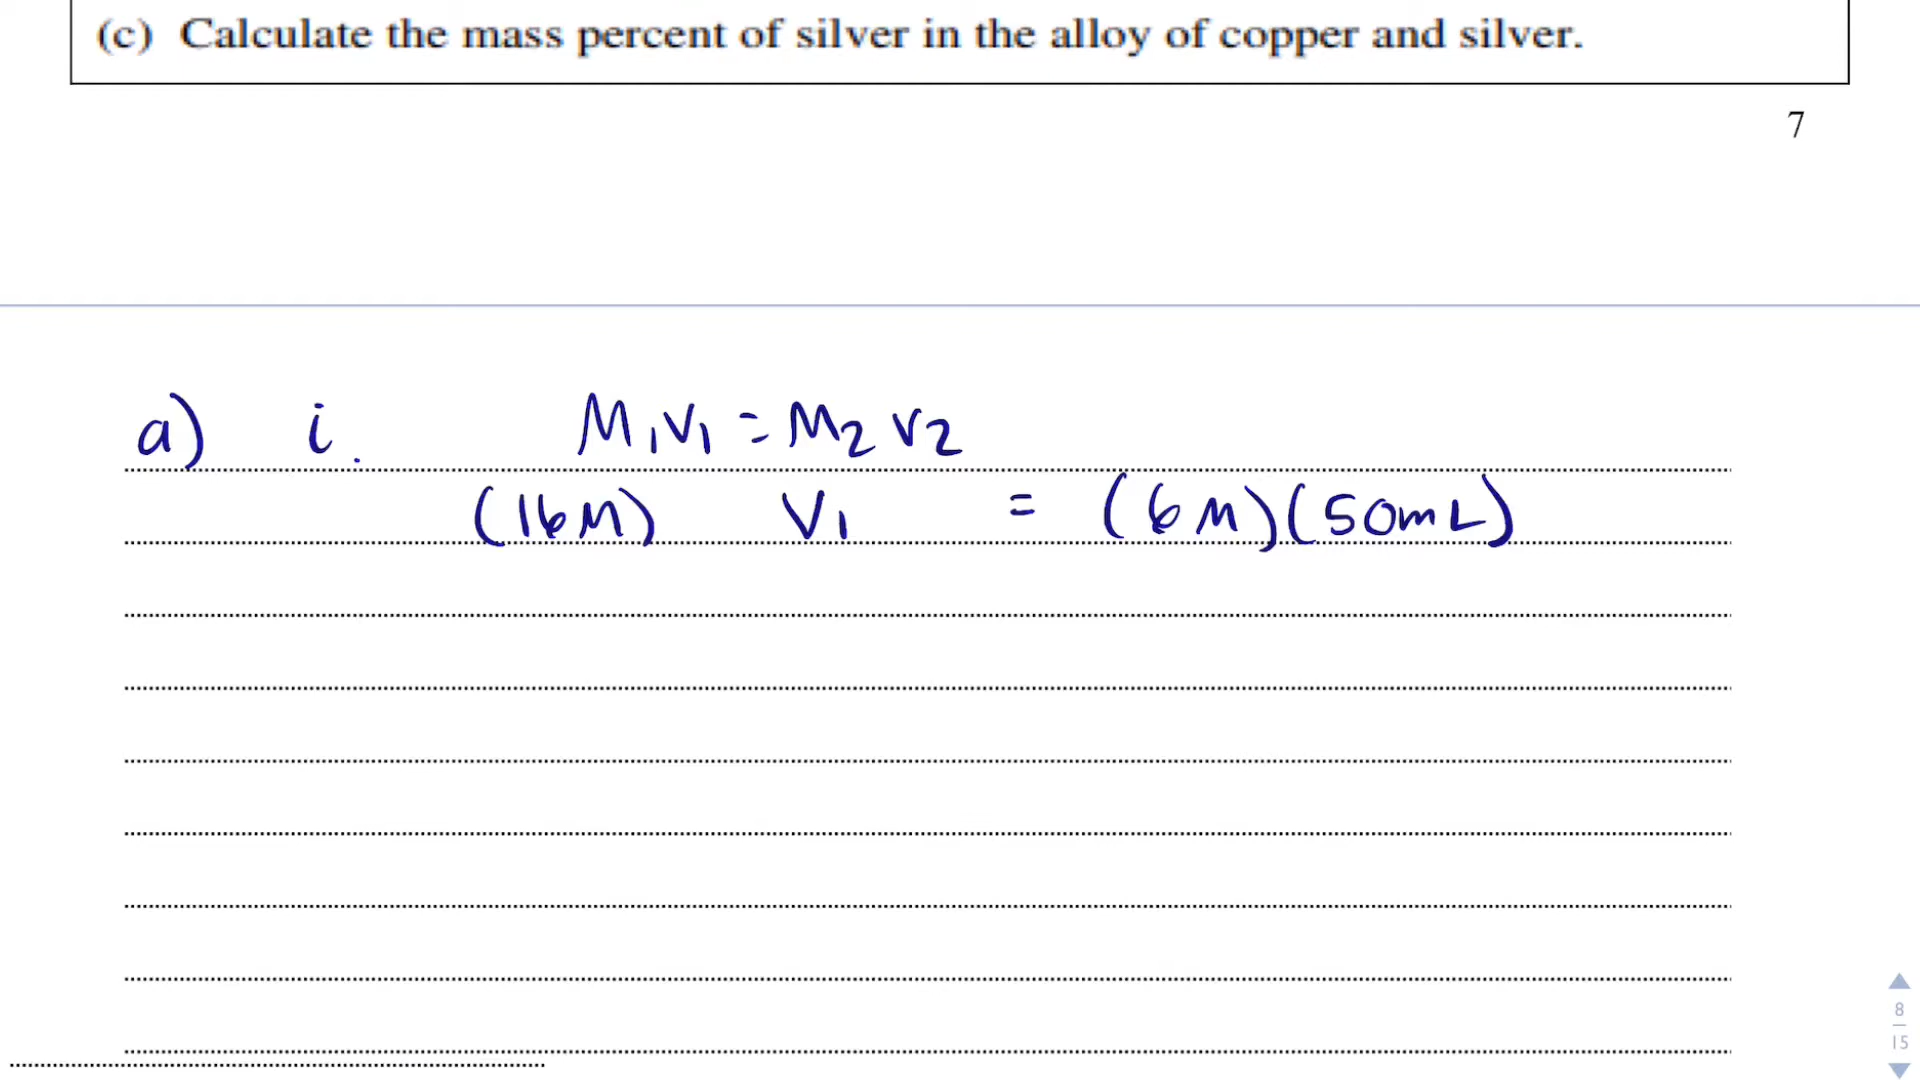 (c) Calculate the mass percent of silver in the alloy of copper and silver.
7
a) i. M₁V₁ = M₂V₂
(16M) V₁ = (6M)(50mL)
8
15